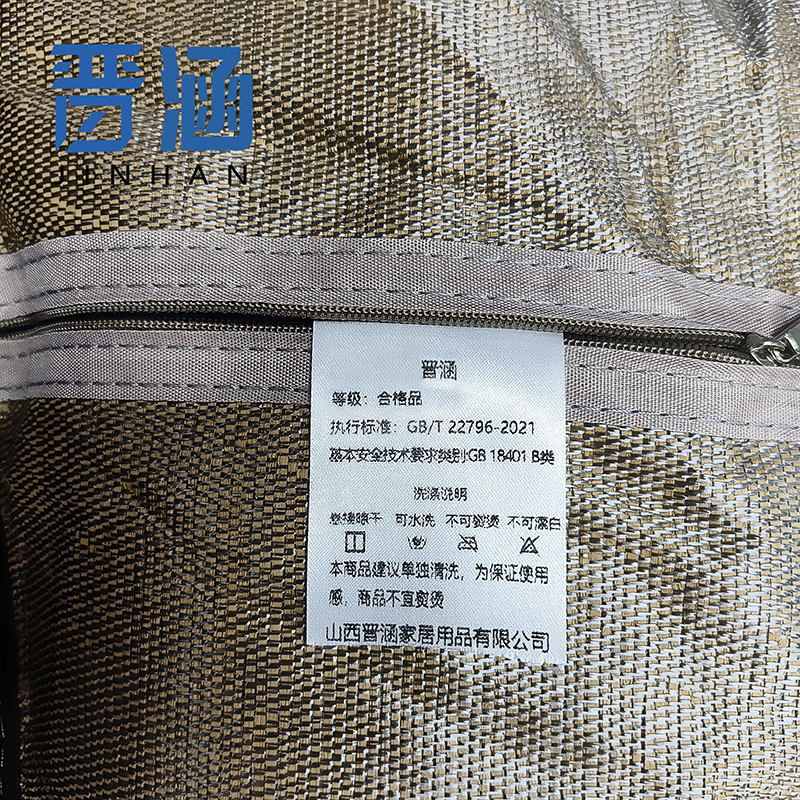 晋涵
JINHAN
晋涵
等级：合格品
执行标准：GB/T 22796-2021
基本安全技术要求类别:GB 18401 B类
洗涤说明
悬挂晾干 可水洗 不可熨烫 不可漂白
本商品建议单独清洗，为保证使用
感，商品不宜熨烫
山西晋涵家居用品有限公司